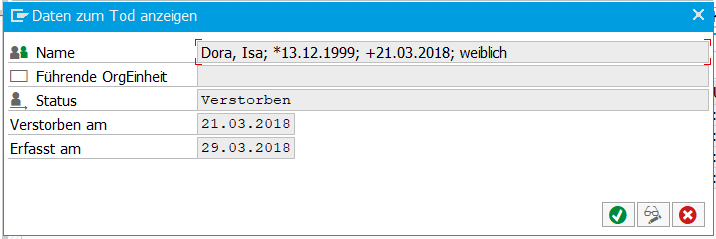 Daten zum Tod anzeigen
Name Dora, Isa; *13.12.1999; +21.03.2018; weiblich
Führende OrgEinheit
Status Verstorben
Verstorben am 21.03.2018
Erfasst am 29.03.2018